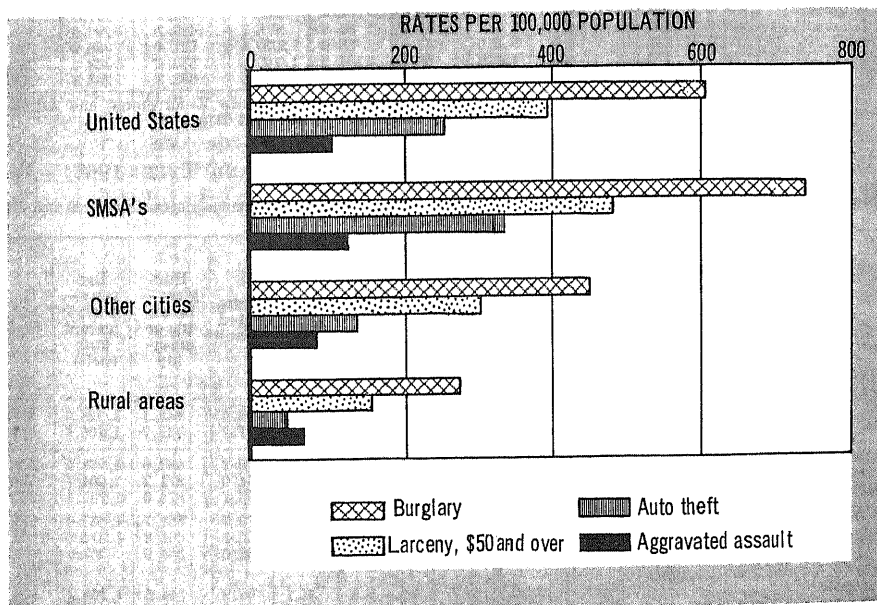 RATES PER 100,000 POPULATION
0 200 400 600 800
United States
SMSA's
Other cities
Rural areas
Burglary
Auto theft
Larceny, $50 and over
Aggravated assault